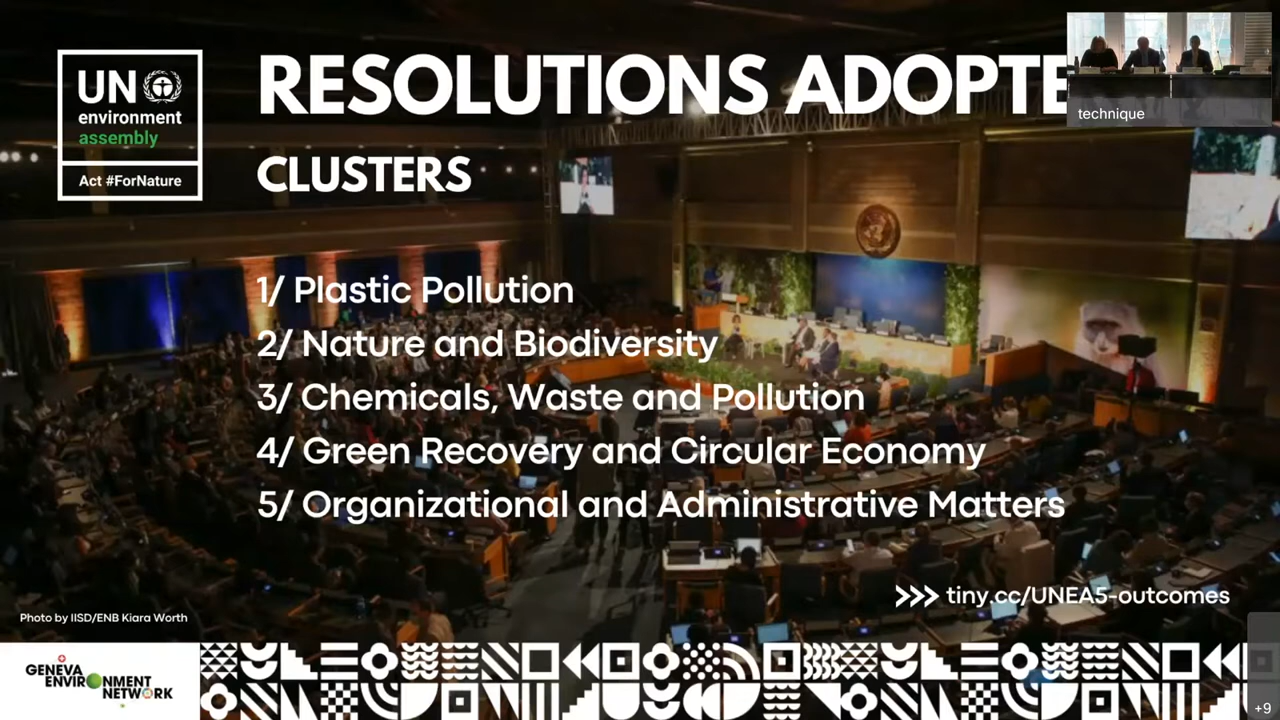 UN
environment
assembly
Act #ForNature
RESOLUTIONS ADOPTE
CLUSTERS
technique
1/ Plastic Pollution
2/ Nature and Biodiversity
3/ Chemicals, Waste and Pollution
4/ Green Recovery and Circular Economy
5/ Organizational and Administrative Matters
>>> tiny.cc/UNEA5-outcomes
Photo by IISD/ENB Kiara Worth
GENEVA
ENVIRONMENT
NETWORK
+9